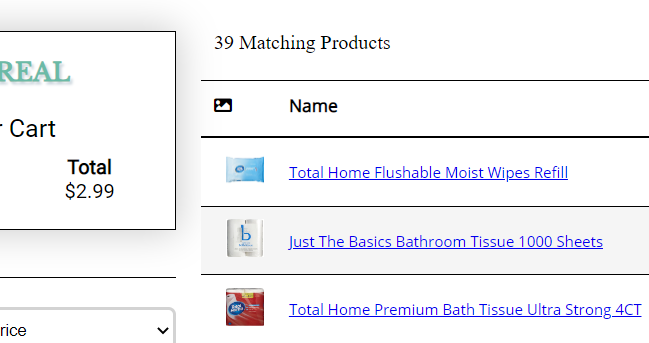 39 Matching Products
REAL
Name
r Cart
Total
$2.99
Total Home Flushable Moist Wipes Refill
Just The Basics Bathroom Tissue 1000 Sheets
Total Home Premium Bath Tissue Ultra Strong 4CT
rice